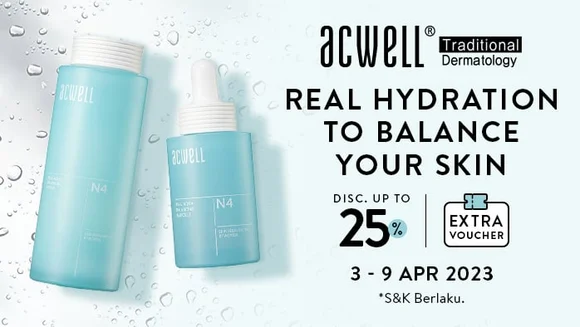 acwell® Traditional
Dermatology
REAL HYDRATION
TO BALANCE
YOUR SKIN
DISC. UP TO
25%
EXTRA
VOUCHER
3 - 9 APR 2023
*S&K Berlaku.
acwell
N4
acwell
N4